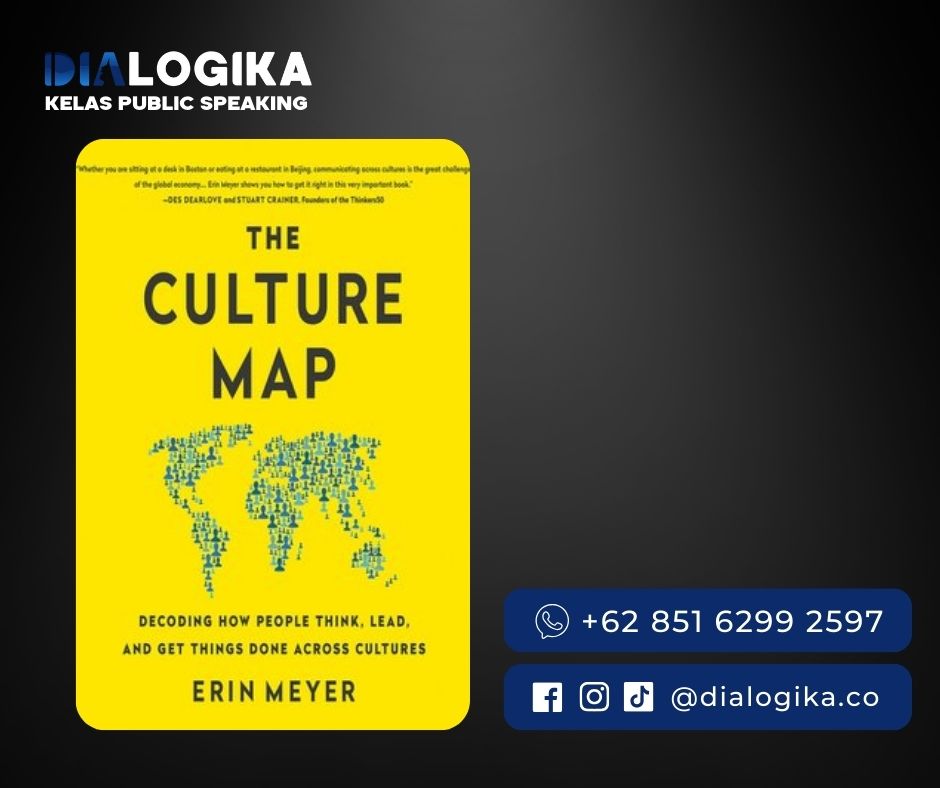 DIALOGIKA
KELAS PUBLIC SPEAKING
"Whether you are sitting at a desk in Boston or eating at a restaurant in Beijing, communicating across cultures is the great challenge
of the global economy... Erin Meyer shows you how to get it right in this very important book."
—DES DEARLOVE and STUART CRAINER, Founders of the Thinkers50
THE
CULTURE
MAP
DECODING HOW PEOPLE THINK, LEAD,
AND GET THINGS DONE ACROSS CULTURES
ERIN MEYER
+62 851 6299 2597
@dialogika.co